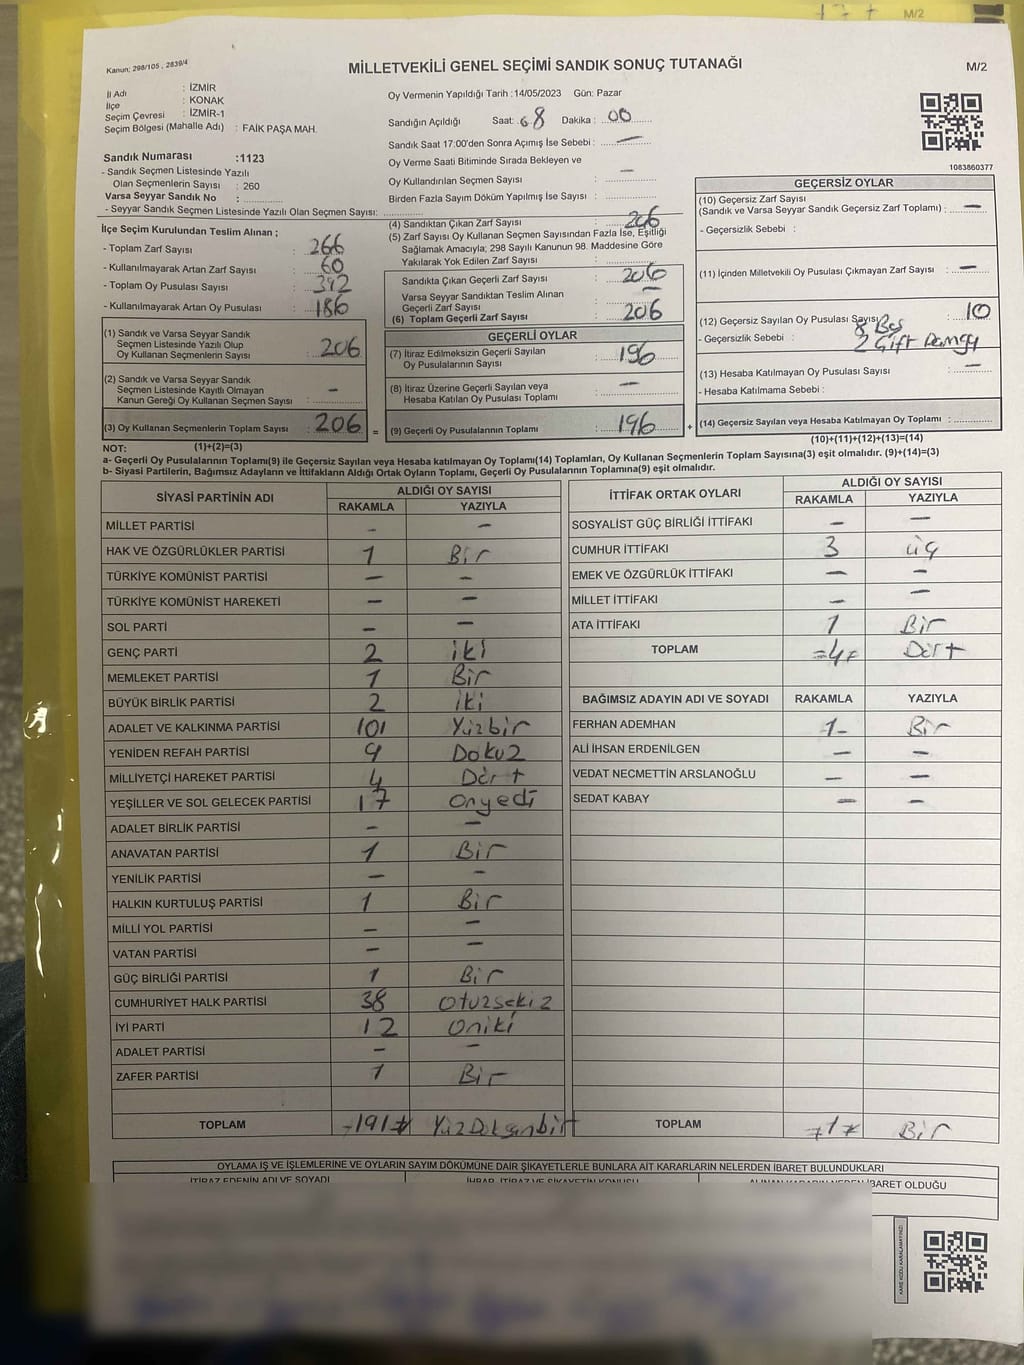 M/2
Kanun; 298/105 , 2839/4
MİLLETVEKİLİ GENEL SEÇİMİ SANDIK SONUÇ TUTANAĞI
M/2
İl Adı : İZMİR
İlçe : KONAK
Seçim Çevresi : İZMİR-1
Seçim Bölgesi (Mahalle Adı) : FAİK PAŞA MAH.
Sandık Numarası :1123
- Sandık Seçmen Listesinde Yazılı
Olan Seçmenlerin Sayısı : 260
Varsa Seyyar Sandık No :
- Seyyar Sandık Seçmen Listesinde Yazılı Olan Seçmen Sayısı:
Oy Vermenin Yapıldığı Tarih :14/05/2023 Gün: Pazar
Sandığın Açıldığı Saat: 08 Dakika : 00
Sandık Saat 17:00'den Sonra Açımış İse Sebebi : —
Oy Verme Saati Bitiminde Sırada Bekleyen ve
Oy Kullandırılan Seçmen Sayısı : —
Birden Fazla Sayım Döküm Yapılmış İse Sayısı :
1083860377
İlçe Seçim Kurulundan Teslim Alınan ;
- Toplam Zarf Sayısı : 266
- Kullanılmayarak Artan Zarf Sayısı : 60
- Toplam Oy Pusulası Sayısı : 392
- Kullanılmayarak Artan Oy Pusulası : 186
(1) Sandık ve Varsa Seyyar Sandık
Seçmen Listesinde Yazılı Olup
Oy Kullanan Seçmenlerin Sayısı : 206
(2) Sandık ve Varsa Seyyar Sandık
Seçmen Listesinde Kayıtlı Olmayan
Kanun Gereği Oy Kullanan Seçmen Sayısı : —
(3) Oy Kullanan Seçmenlerin Toplam Sayısı : 206
(1)+(2)=(3)
(4) Sandıktan Çıkan Zarf Sayısı : 206
(5) Zarf Sayısı Oy Kullanan Seçmen Sayısından Fazla İse, Eşitliği
Sağlamak Amacıyla; 298 Sayılı Kanunun 98. Maddesine Göre
Yakılarak Yok Edilen Zarf Sayısı :
Sandıkta Çıkan Geçerli Zarf Sayısı : 206
Varsa Seyyar Sandıktan Teslim Alınan
Geçerli Zarf Sayısı : —
(6) Toplam Geçerli Zarf Sayısı : 206
GEÇERLİ OYLAR
(7) İtiraz Edilmeksizin Geçerli Sayılan
Oy Pusulalarının Sayısı : 196
(8) İtiraz Üzerine Geçerli Sayılan veya
Hesaba Katılan Oy Pusulası Toplamı : —
= (9) Geçerli Oy Pusulalarının Toplamı : 196
GEÇERSİZ OYLAR
(10) Geçersiz Zarf Sayısı
(Sandık ve Varsa Seyyar Sandık Geçersiz Zarf Toplamı) : —
- Geçersizlik Sebebi :
(11) İçinden Milletvekili Oy Pusulası Çıkmayan Zarf Sayısı : —
(12) Geçersiz Sayılan Oy Pusulası Sayısı : 10
- Geçersizlik Sebebi : 8 Boş
2 Çift Damga
(13) Hesaba Katılmayan Oy Pusulası Sayısı : —
- Hesaba Katılmama Sebebi :
+ (14) Geçersiz Sayılan veya Hesaba Katılmayan Oy Toplamı :
(10)+(11)+(12)+(13)=(14)
NOT:
a- Geçerli Oy Pusulalarının Toplamı(9) ile Geçersiz Sayılan veya Hesaba katılmayan Oy Toplamı(14) Toplamları, Oy Kullanan Seçmenlerin Toplam Sayısına(3) eşit olmalıdır. (9)+(14)=(3)
b- Siyasi Partilerin, Bağımsız Adayların ve İttifakların Aldığı Ortak Oyların Toplamı, Geçerli Oy Pusulalarının Toplamına(9) eşit olmalıdır.
SİYASİ PARTİNİN ADI ALDIĞI OY SAYISI
RAKAMLA YAZIYLA
MİLLET PARTİSİ — —
HAK VE ÖZGÜRLÜKLER PARTİSİ 1 Bir
TÜRKİYE KOMÜNİST PARTİSİ — —
TÜRKİYE KOMÜNİST HAREKETİ — —
SOL PARTİ — —
GENÇ PARTİ 2 iki
MEMLEKET PARTİSİ 1 Bir
BÜYÜK BİRLİK PARTİSİ 2 iki
ADALET VE KALKINMA PARTİSİ 101 Yüzbir
YENİDEN REFAH PARTİSİ 9 Dokuz
MİLLİYETÇİ HAREKET PARTİSİ 4 Dört
YEŞİLLER VE SOL GELECEK PARTİSİ 17 Onyedi
ADALET BİRLİK PARTİSİ — —
ANAVATAN PARTİSİ 1 Bir
YENİLİK PARTİSİ — —
HALKIN KURTULUŞ PARTİSİ 1 Bir
MİLLİ YOL PARTİSİ — —
VATAN PARTİSİ — —
GÜÇ BİRLİĞİ PARTİSİ 1 Bir
CUMHURİYET HALK PARTİSİ 38 Otuzsekiz
İYİ PARTİ 12 Oniki
ADALET PARTİSİ — —
ZAFER PARTİSİ 1 Bir
TOPLAM 191 YüzDoksanbir
İTTİFAK ORTAK OYLARI ALDIĞI OY SAYISI
RAKAMLA YAZIYLA
SOSYALİST GÜÇ BİRLİĞİ İTTİFAKI — —
CUMHUR İTTİFAKI 3 üç
EMEK VE ÖZGÜRLÜK İTTİFAKI — —
MİLLET İTTİFAKI — —
ATA İTTİFAKI 1 Bir
TOPLAM =4= Dört
BAĞIMSIZ ADAYIN ADI VE SOYADI RAKAMLA YAZIYLA
FERHAN ADEMHAN 1 Bir
ALİ İHSAN ERDENİLGEN — —
VEDAT NECMETTİN ARSLANOĞLU — —
SEDAT KABAY — —
TOPLAM =1= Bir
OYLAMA İŞ VE İŞLEMLERİNE VE OYLARIN SAYIM DÖKÜMÜNE DAİR ŞİKAYETLERLE BUNLARA AİT KARARLARIN NELERDEN İBARET BULUNDUKLARI
İTİRAZ EDENİN ADI VE SOYADI İHBAR, İTİRAZ VE ŞİKAYETİN KONUSU ALINAN KARARIN NEDEN İBARET OLDUĞU
KARE KODU KARALAMAYINIZ!